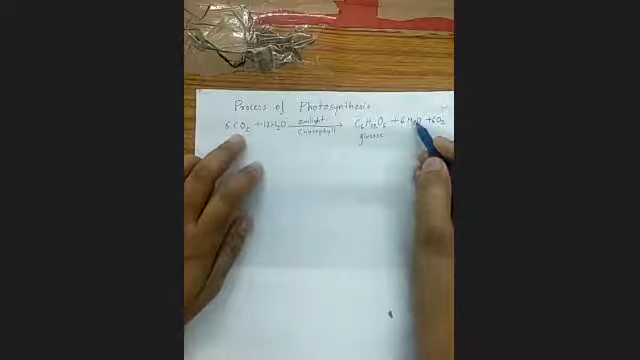 Process of Photosynthesis
6CO2 + 12H2O sunlight → C6H12O6 + 6H2O + 6O2
Chlorophyll glucose